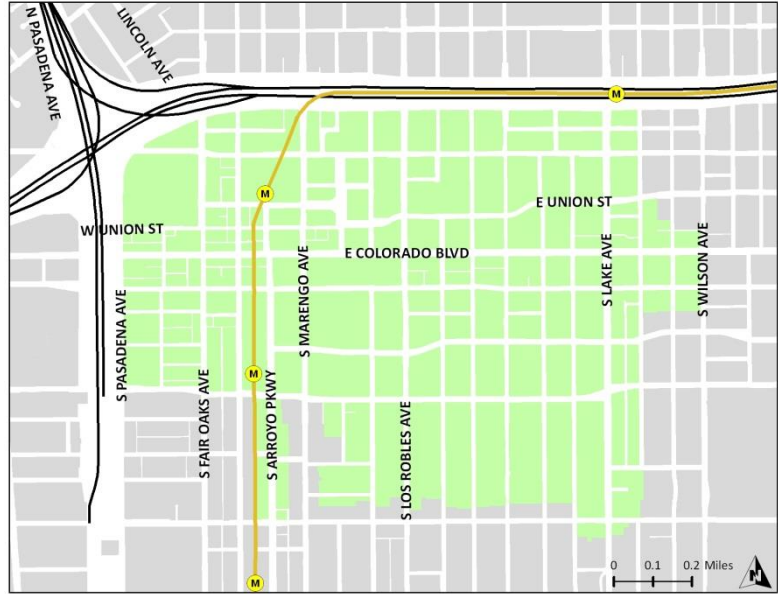 N PASADENA AVE
LINCOLN AVE
M
M
E UNION ST
W UNION ST
E COLORADO BLVD
S MARENGO AVE
S LAKE AVE
S WILSON AVE
S PASADENA AVE
M
S FAIR OAKS AVE
S ARROYO PKWY
S LOS ROBLES AVE
M
0 0.1 0.2 Miles
N